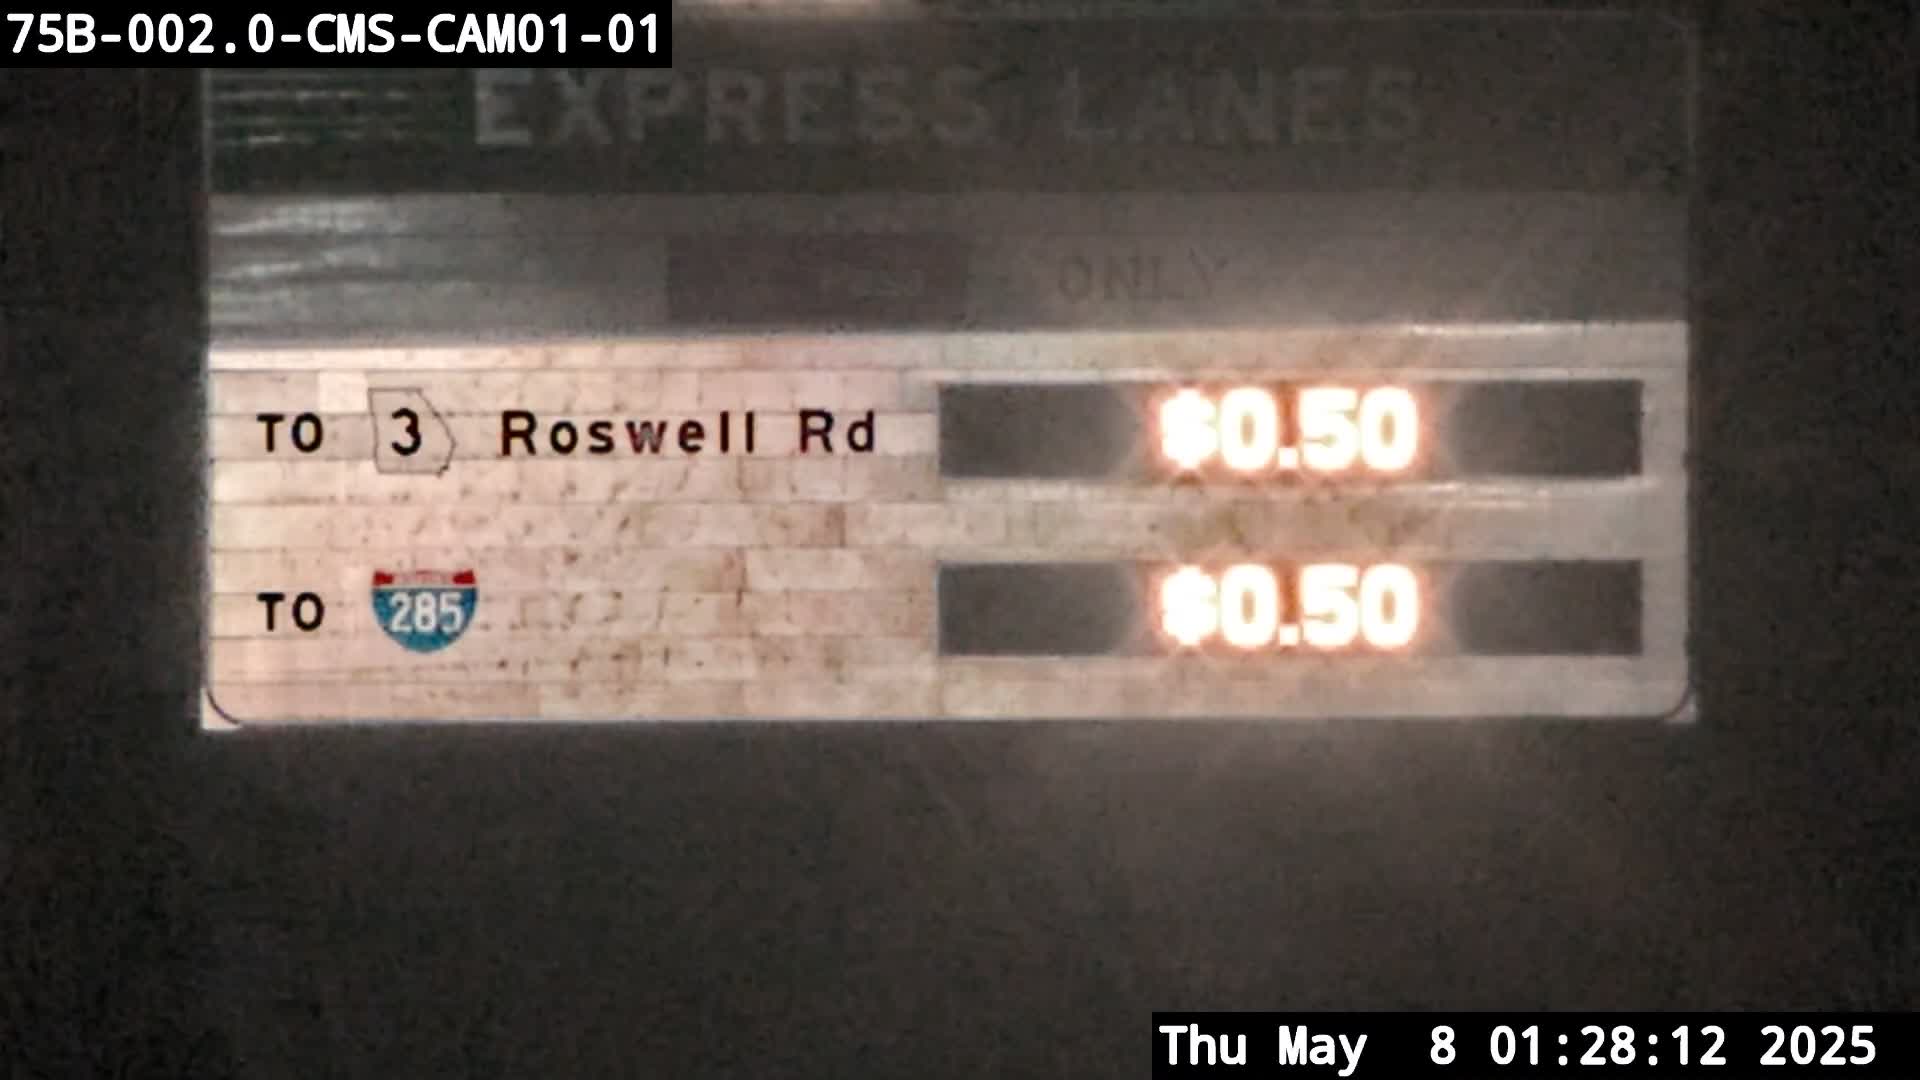 75B-002.0-CMS-CAM01-01
EXPRESS LANES
ONLY
TO 3 Roswell Rd $0.50
TO 285 $0.50
Thu May 8 01:28:12 2025